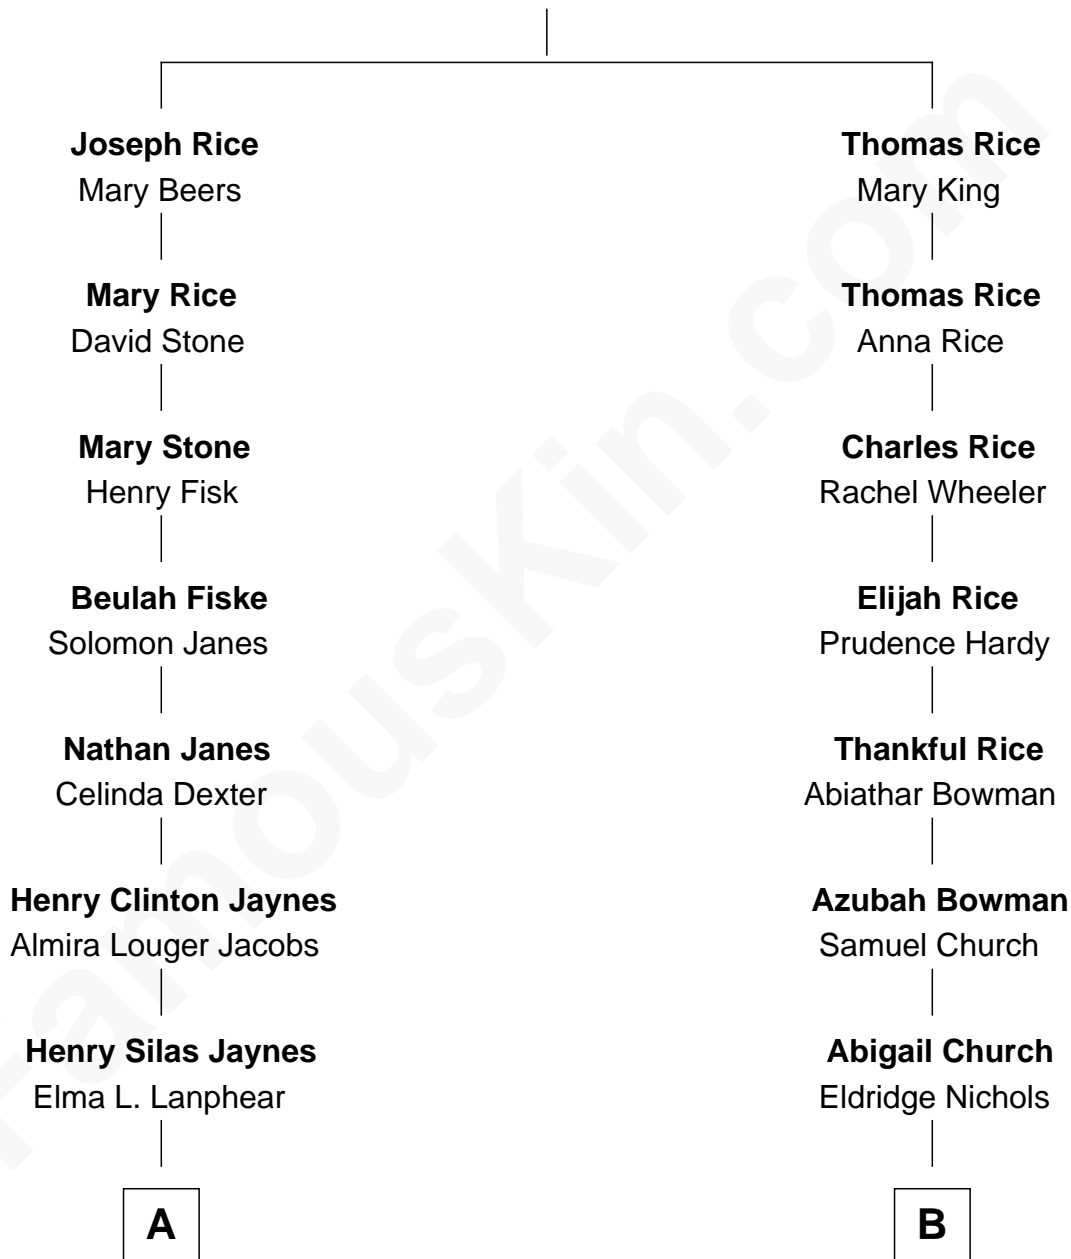 Joseph Rice
Mary Beers
Thomas Rice
Mary King
Mary Rice
David Stone
Thomas Rice
Anna Rice
Mary Stone
Henry Fisk
Charles Rice
Rachel Wheeler
Beulah Fiske
Solomon Janes
Elijah Rice
Prudence Hardy
Nathan Janes
Celinda Dexter
Thankful Rice
Abiathar Bowman
Henry Clinton Jaynes
Almira Louger Jacobs
Azubah Bowman
Samuel Church
Henry Silas Jaynes
Elma L. Lanphear
Abigail Church
Eldridge Nichols
A
B
FamousKin.com